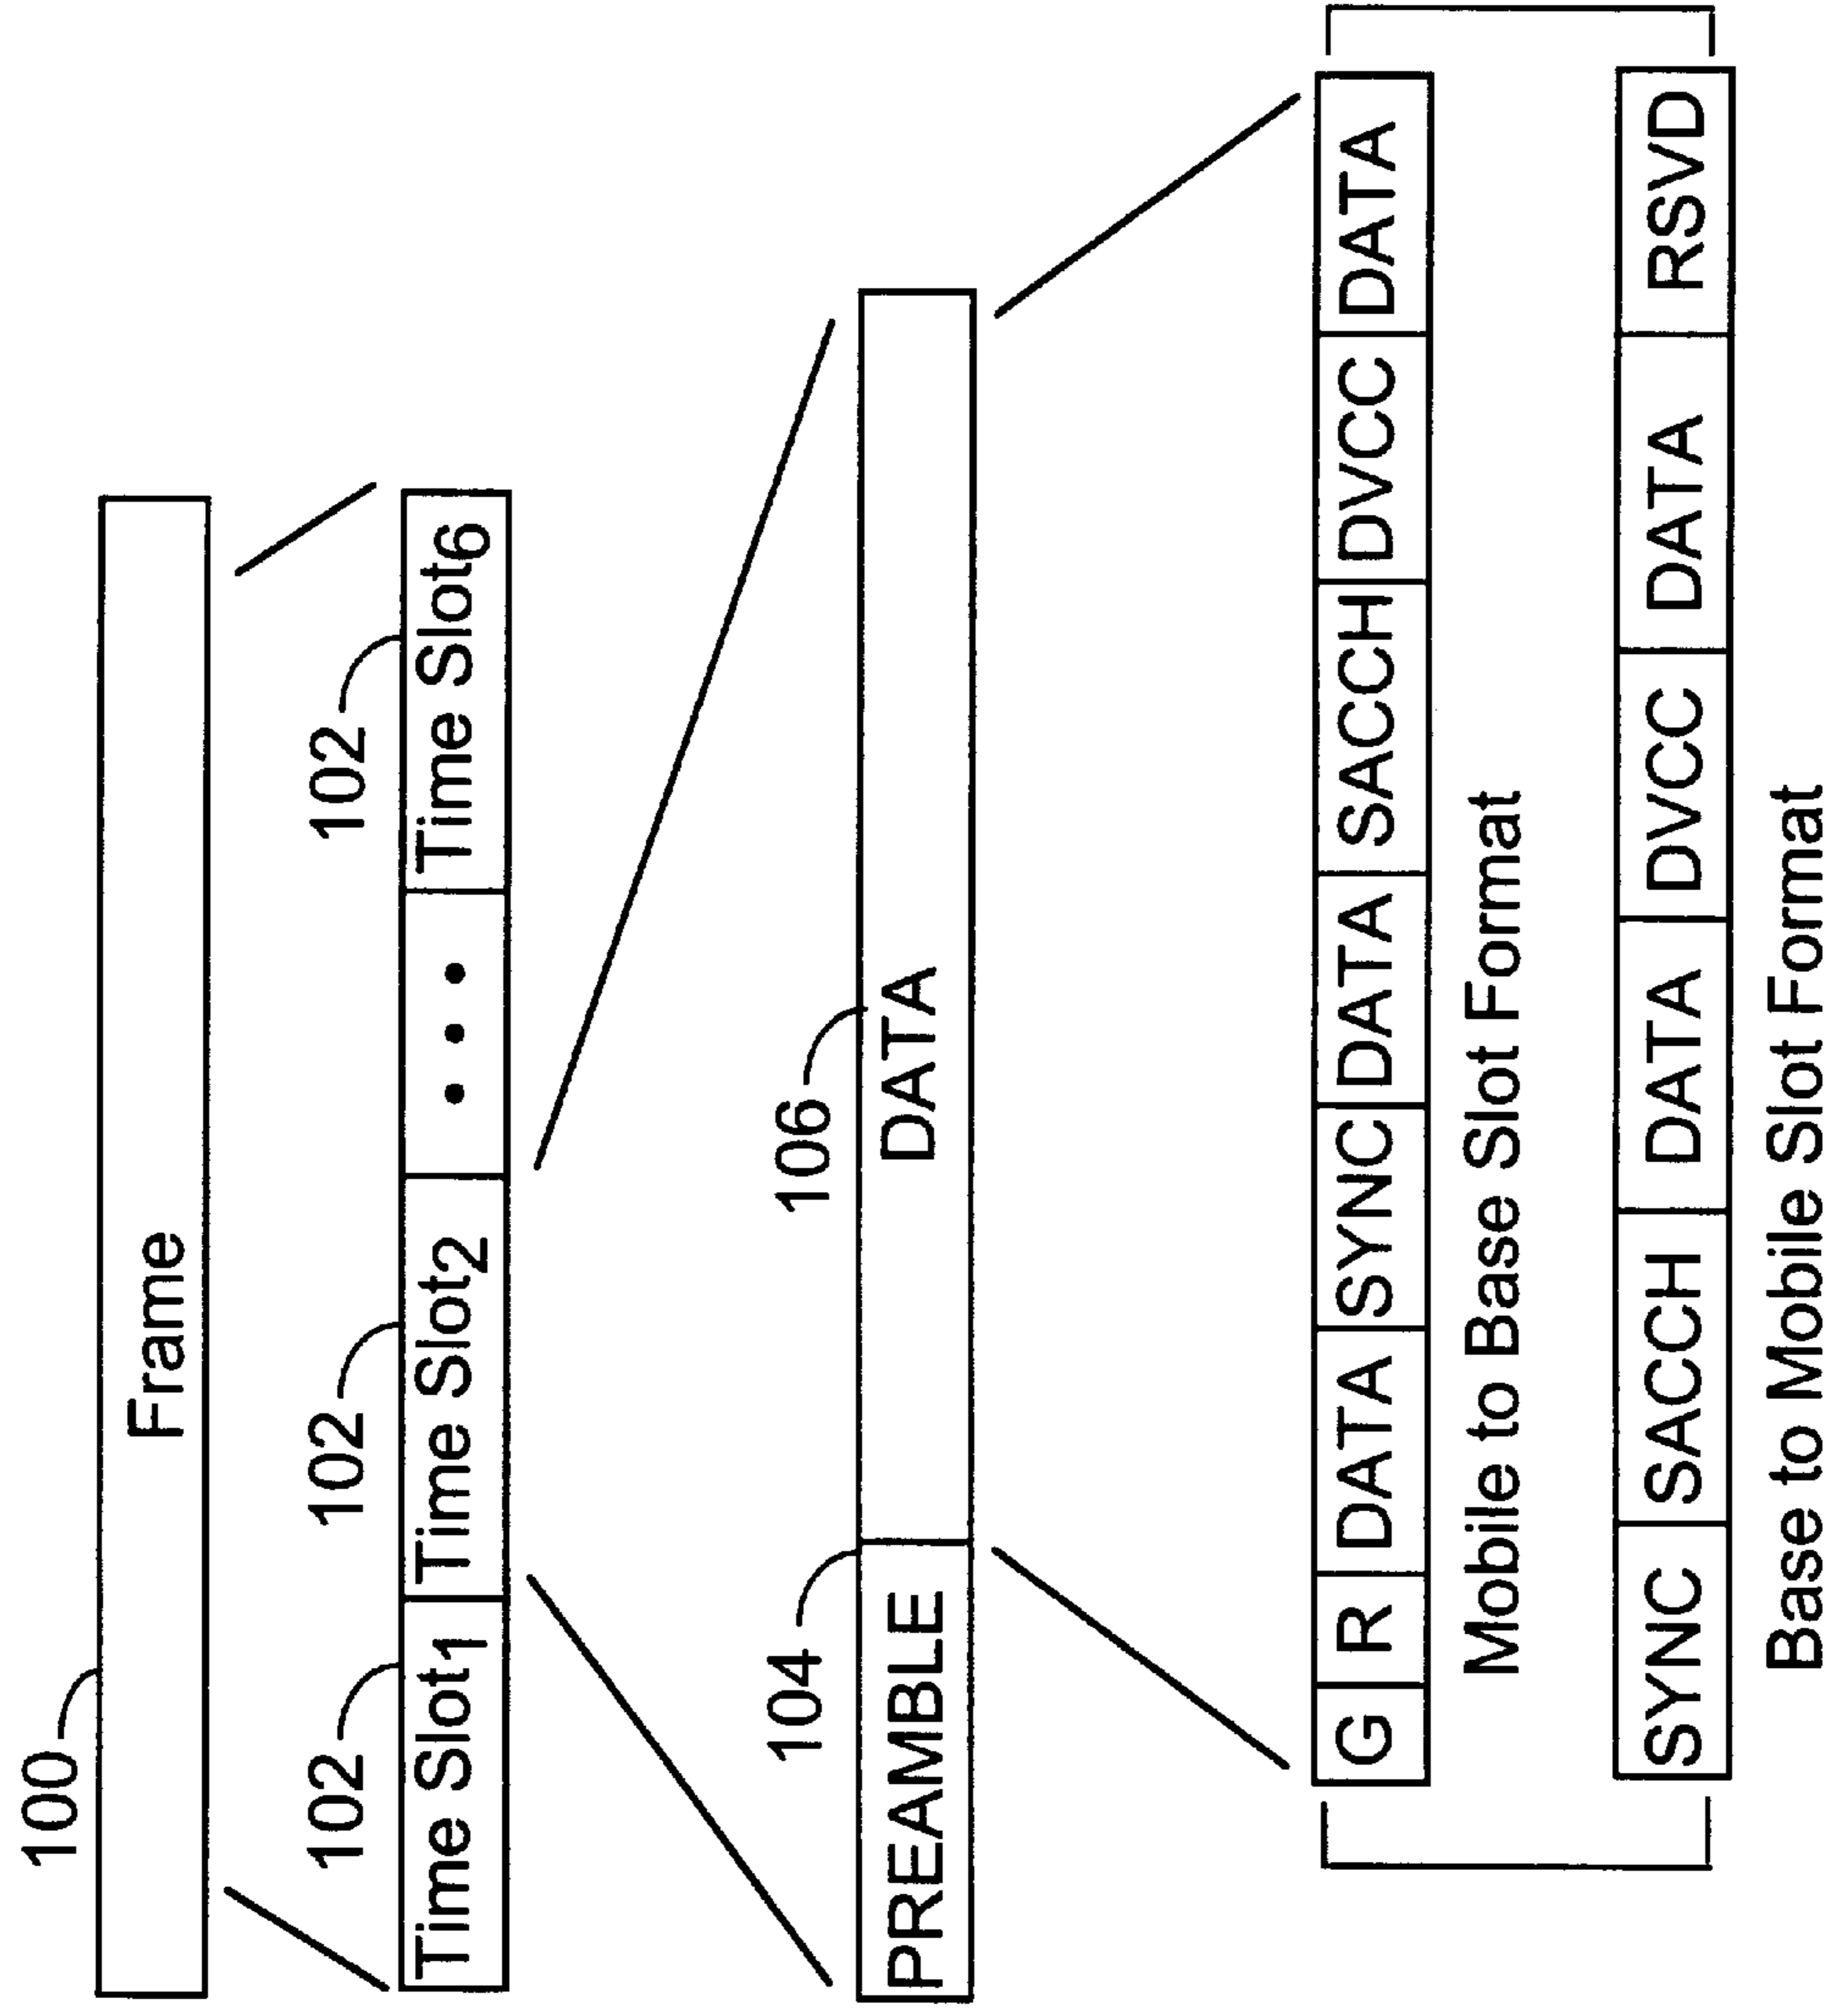 100
Frame
102 102 102
Time Slot1 Time Slot2 • • • Time Slot6
104 106
PREAMBLE DATA
G R DATA SYNC DATA SACCH DVCC DATA
Mobile to Base Slot Format
SYNC SACCH DATA DVCC DATA RSVD
Base to Mobile Slot Format